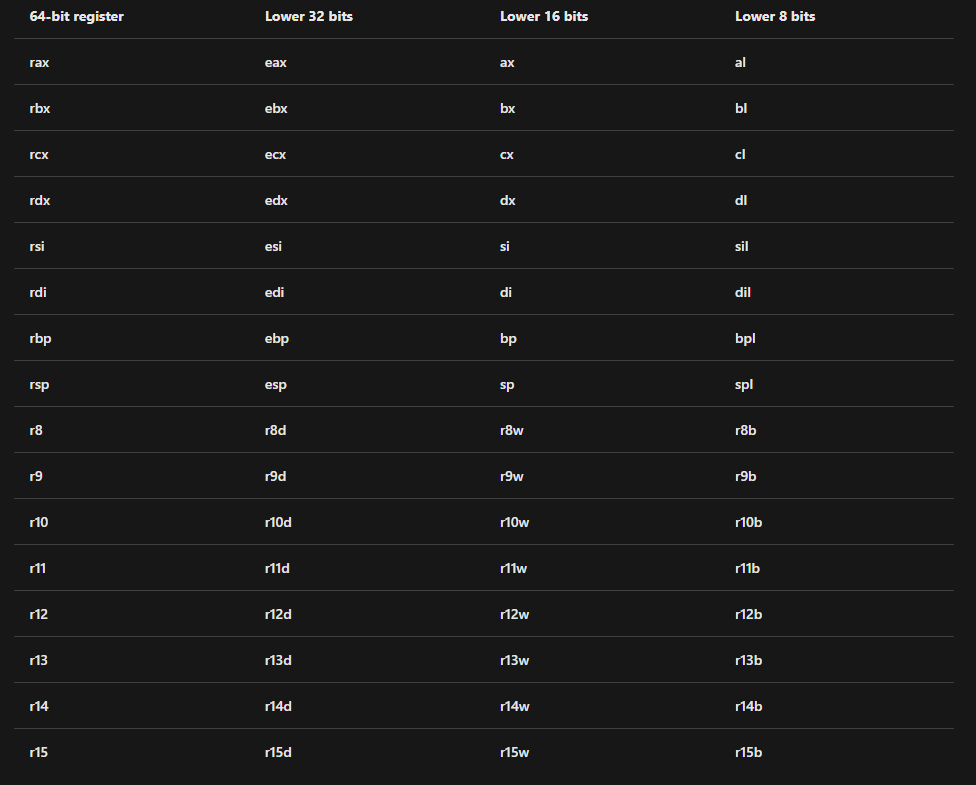 64-bit register Lower 32 bits Lower 16 bits Lower 8 bits
rax eax ax al
rbx ebx bx bl
rcx ecx cx cl
rdx edx dx dl
rsi esi si sil
rdi edi di dil
rbp ebp bp bpl
rsp esp sp spl
r8 r8d r8w r8b
r9 r9d r9w r9b
r10 r10d r10w r10b
r11 r11d r11w r11b
r12 r12d r12w r12b
r13 r13d r13w r13b
r14 r14d r14w r14b
r15 r15d r15w r15b